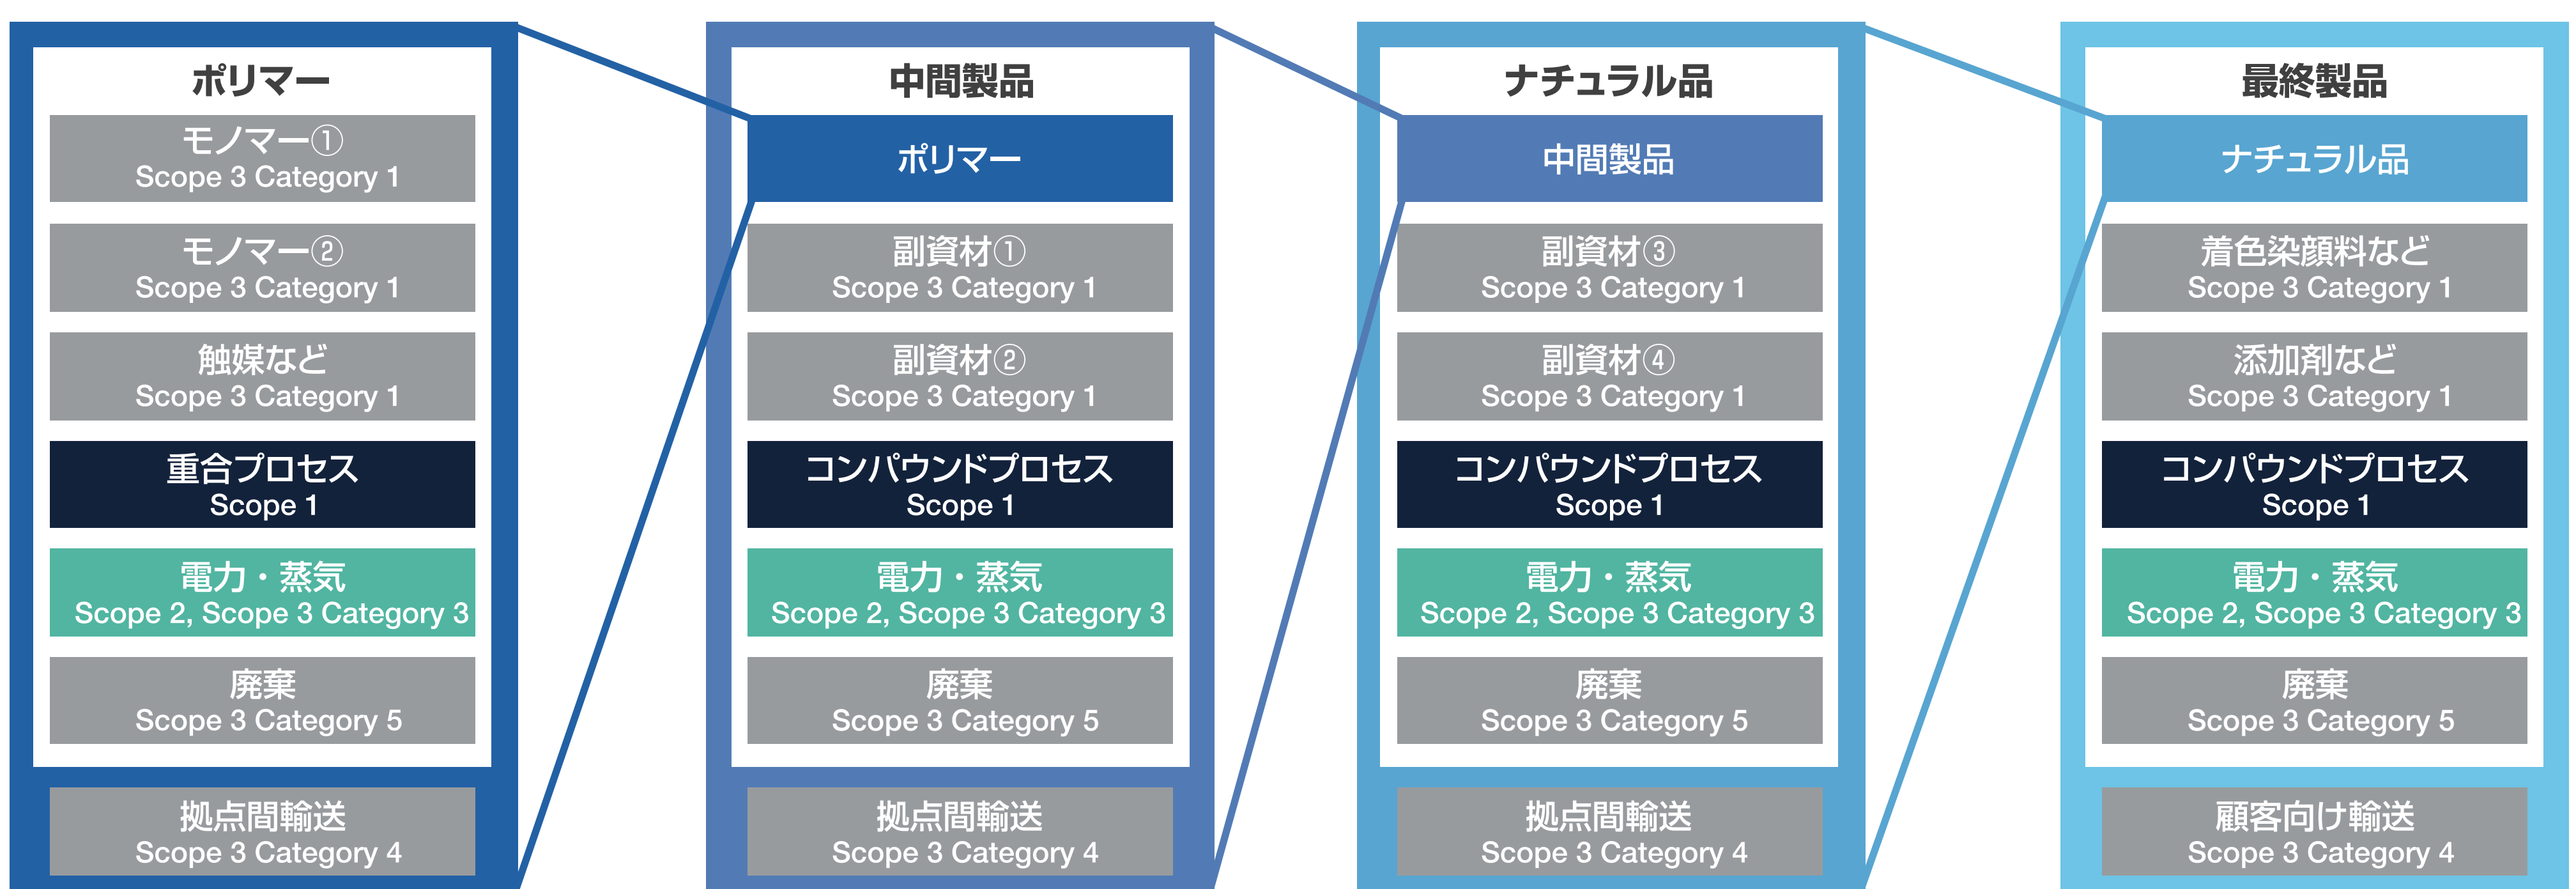 ポリマー
モノマー①
Scope 3 Category 1
モノマー②
Scope 3 Category 1
触媒など
Scope 3 Category 1
重合プロセス
Scope 1
電力・蒸気
Scope 2, Scope 3 Category 3
廃棄
Scope 3 Category 5
拠点間輸送
Scope 3 Category 4
中間製品
ポリマー
副資材①
Scope 3 Category 1
副資材②
Scope 3 Category 1
コンパウンドプロセス
Scope 1
電力・蒸気
Scope 2, Scope 3 Category 3
廃棄
Scope 3 Category 5
拠点間輸送
Scope 3 Category 4
ナチュラル品
中間製品
副資材③
Scope 3 Category 1
副資材④
Scope 3 Category 1
コンパウンドプロセス
Scope 1
電力・蒸気
Scope 2, Scope 3 Category 3
廃棄
Scope 3 Category 5
拠点間輸送
Scope 3 Category 4
最終製品
ナチュラル品
着色染顔料など
Scope 3 Category 1
添加剤など
Scope 3 Category 1
コンパウンドプロセス
Scope 1
電力・蒸気
Scope 2, Scope 3 Category 3
廃棄
Scope 3 Category 5
顧客向け輸送
Scope 3 Category 4